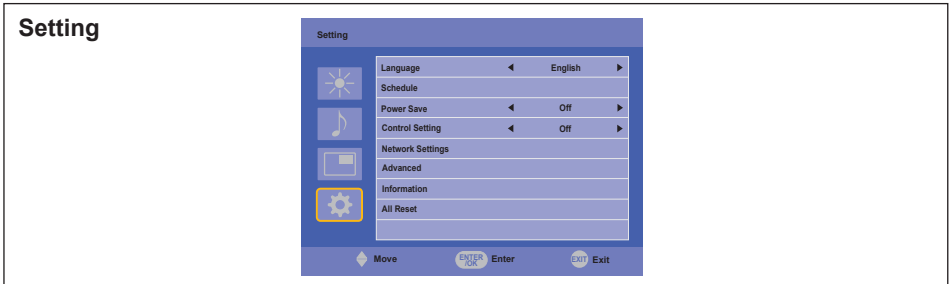 Setting
Setting
Language ◀ English ▶
Schedule
Power Save ◀ Off ▶
Control Setting ◀ Off ▶
Network Settings
Advanced
Information
All Reset
Move ENTER /OK Enter EXIT Exit